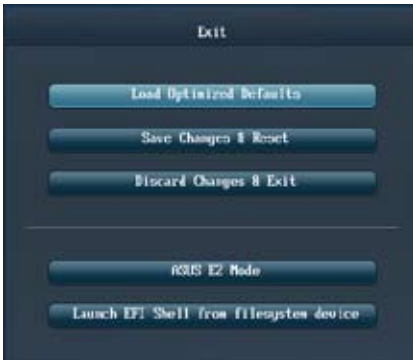 Exit
Load Optimized Defaults
Save Changes & Reset
Discard Changes & Exit
ASUS EZ Mode
Launch EFI Shell from filesystem device